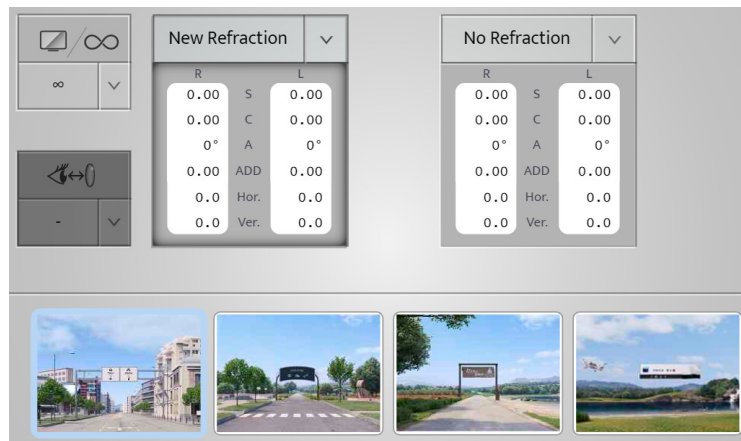 ∞
∞
-
New Refraction
R L
0.00 S 0.00
0.00 C 0.00
0° A 0°
0.00 ADD 0.00
0.0 Hor. 0.0
0.0 Ver. 0.0
No Refraction
R L
0.00 S 0.00
0.00 C 0.00
0° A 0°
0.00 ADD 0.00
0.0 Hor. 0.0
0.0 Ver. 0.0